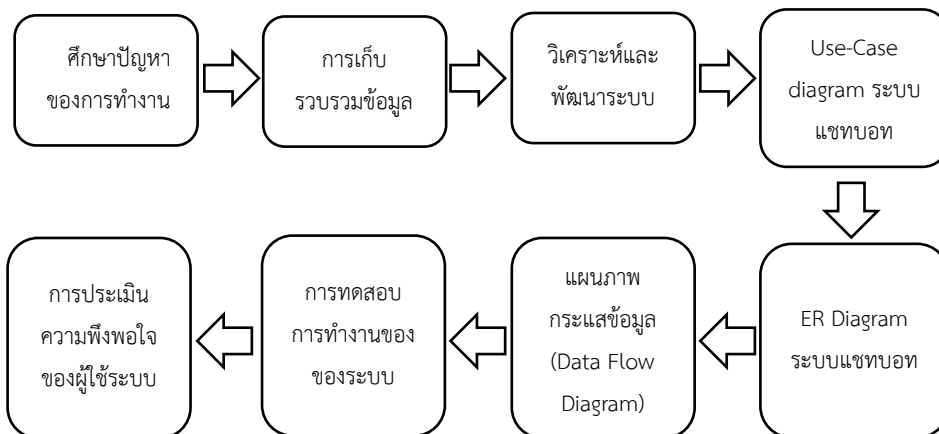 ศึกษาปัญหา
ของการทำงาน
การเก็บ
รวบรวมข้อมูล
วิเคราะห์และ
พัฒนาระบบ
Use-Case
diagram ระบบ
แชทบอท
ER Diagram
ระบบแชทบอท
แผนภาพ
กระแสข้อมูล
(Data Flow
Diagram)
การทดสอบ
การทำงานของ
ของระบบ
การประเมิน
ความพึงพอใจ
ของผู้ใช้ระบบ